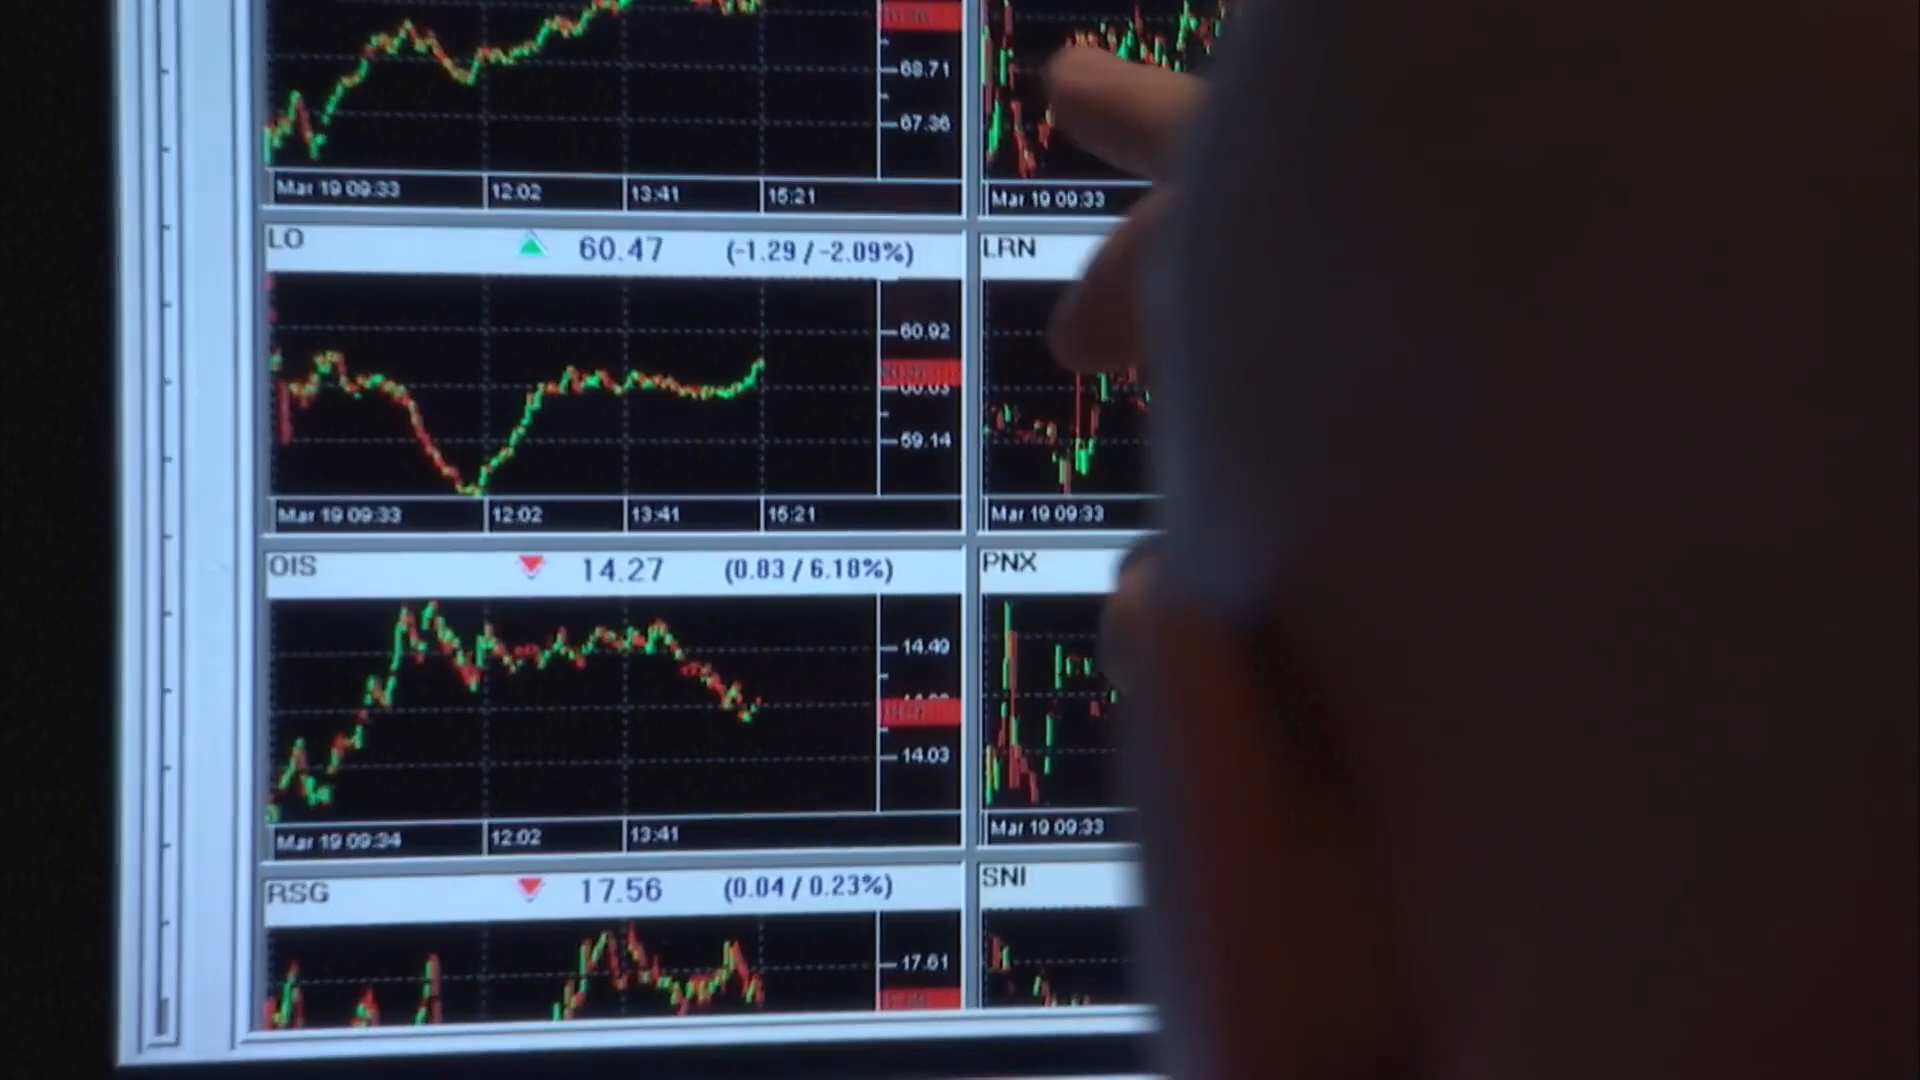 68.71
67.36
Mar 19 09:33 12:02 13:41 15:21
Mar 19 09:33
LO 60.47 (-1.29 / -2.09%)
LRN
60.92
60.03
59.14
Mar 19 09:33 12:02 13:41 15:21
Mar 19 09:33
OIS 14.27 (0.83 / 6.18%)
PNX
14.49
14.03
Mar 19 09:34 12:02 13:41
Mar 19 09:33
RSG 17.56 (0.04 / 0.23%)
SNI
17.61